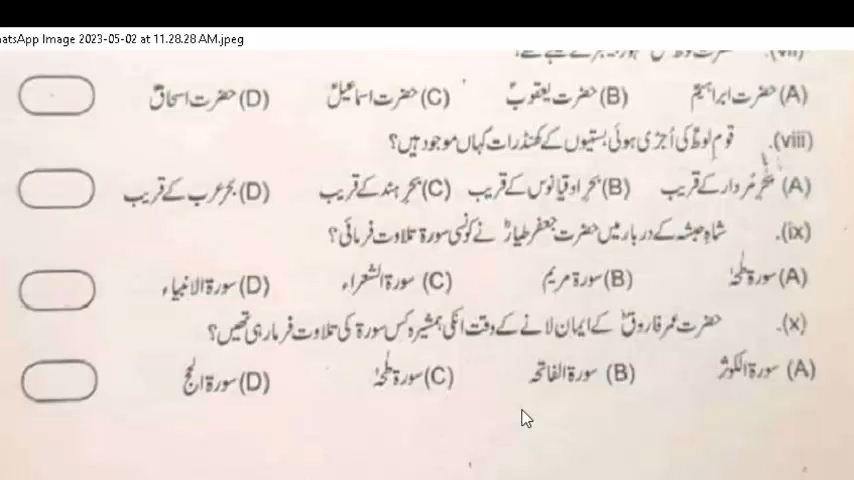 hatsApp Image 2023-05-02 at 11.28.28 AM.jpeg
(vii).
(A) حضرت ابراہیمؑ (B) حضرت یعقوبؑ (C) حضرت اسماعیلؑ (D) حضرت اسحاقؑ
(viii). قوم لوطؑ کی اُجڑی ہوئی بستیوں کے کھنڈرات کہاں موجود ہیں؟
(A) بحرِ مُردار کے قریب (B) بحرِ اوقیانوس کے قریب (C) بحرِ ہند کے قریب (D) بحرِ عرب کے قریب
(ix). شاہِ حبشہ کے دربار میں حضرت جعفر طیارؓ نے کونسی سورۃ تلاوت فرمائی؟
(A) سورۃ طٰہٰ (B) سورۃ مریم (C) سورۃ الشعراء (D) سورۃ الانبیاء
(x). حضرت عمر فاروقؓ کے ایمان لانے کے وقت انکی ہمشیرہ کس سورۃ کی تلاوت فرما رہی تھیں؟
(A) سورۃ الکوثر (B) سورۃ الفاتحہ (C) سورۃ طٰہٰ (D) سورۃ الحج